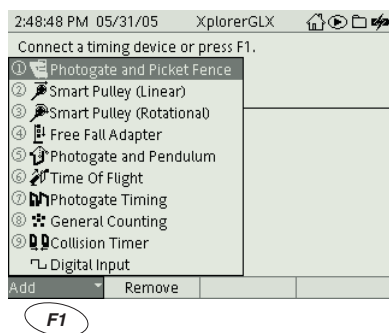 2:48:48 PM 05/31/05 XplorerGLX
Connect a timing device or press F1.
① Photogate and Picket Fence
② Smart Pulley (Linear)
③ Smart Pulley (Rotational)
④ Free Fall Adapter
⑤ Photogate and Pendulum
⑥ Time Of Flight
⑦ Photogate Timing
⑧ General Counting
⑨ Collision Timer
Digital Input
Add Remove
F1